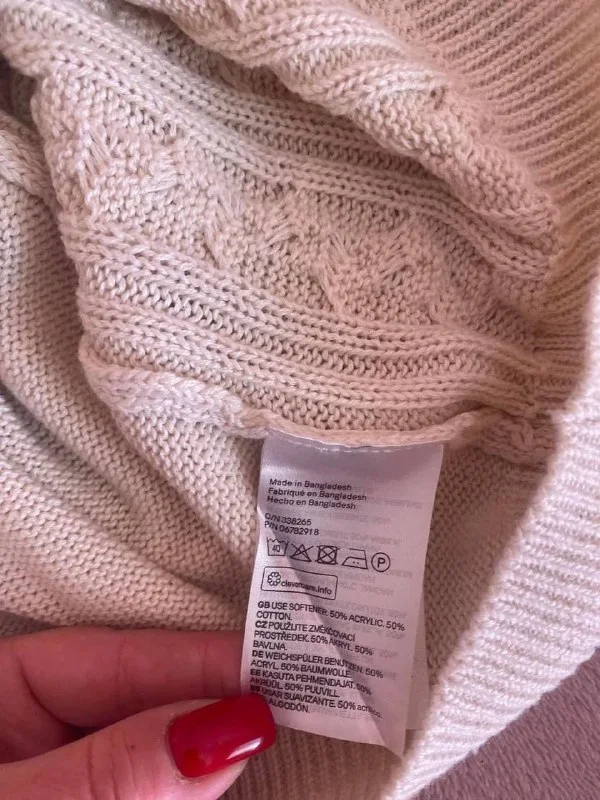 Made in Bangladesh
Fabriqué en Bangladesh
Hecho en Bangladesh
O/N 338265
P/N 0678291 8
40
P
clevercare.info
GB USE SOFTENER. 50% ACRYLIC. 50%
COTTON.
CZ POUŽIJTE ZMĚKČOVACÍ
PROSTŘEDEK. 50% AKRYL. 50%
BAVLNA.
DE WEICHSPÜLER BENUTZEN. 50%
ACRYL. 50% BAUMWOLLE.
EE KASUTA PEHMENDAJAT. 50%
AKRÜÜL. 50% PUUVILL.
USAR SUAVIZANTE. 50% acrílico.
ALGODÓN.